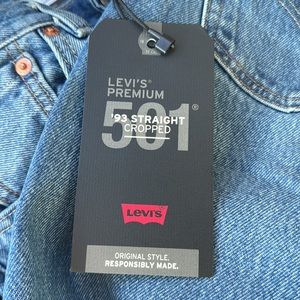 LEVI'S®
PREMIUM
501®
'93 STRAIGHT
CROPPED
Levi's
ORIGINAL STYLE.
RESPONSIBLY MADE.